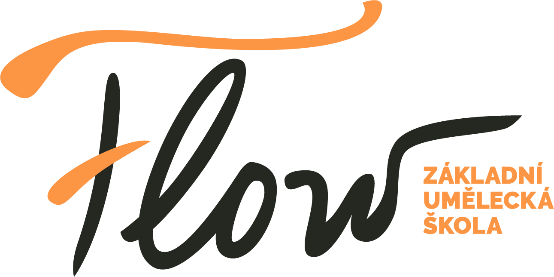 Flow
ZÁKLADNÍ
UMĚLECKÁ
ŠKOLA